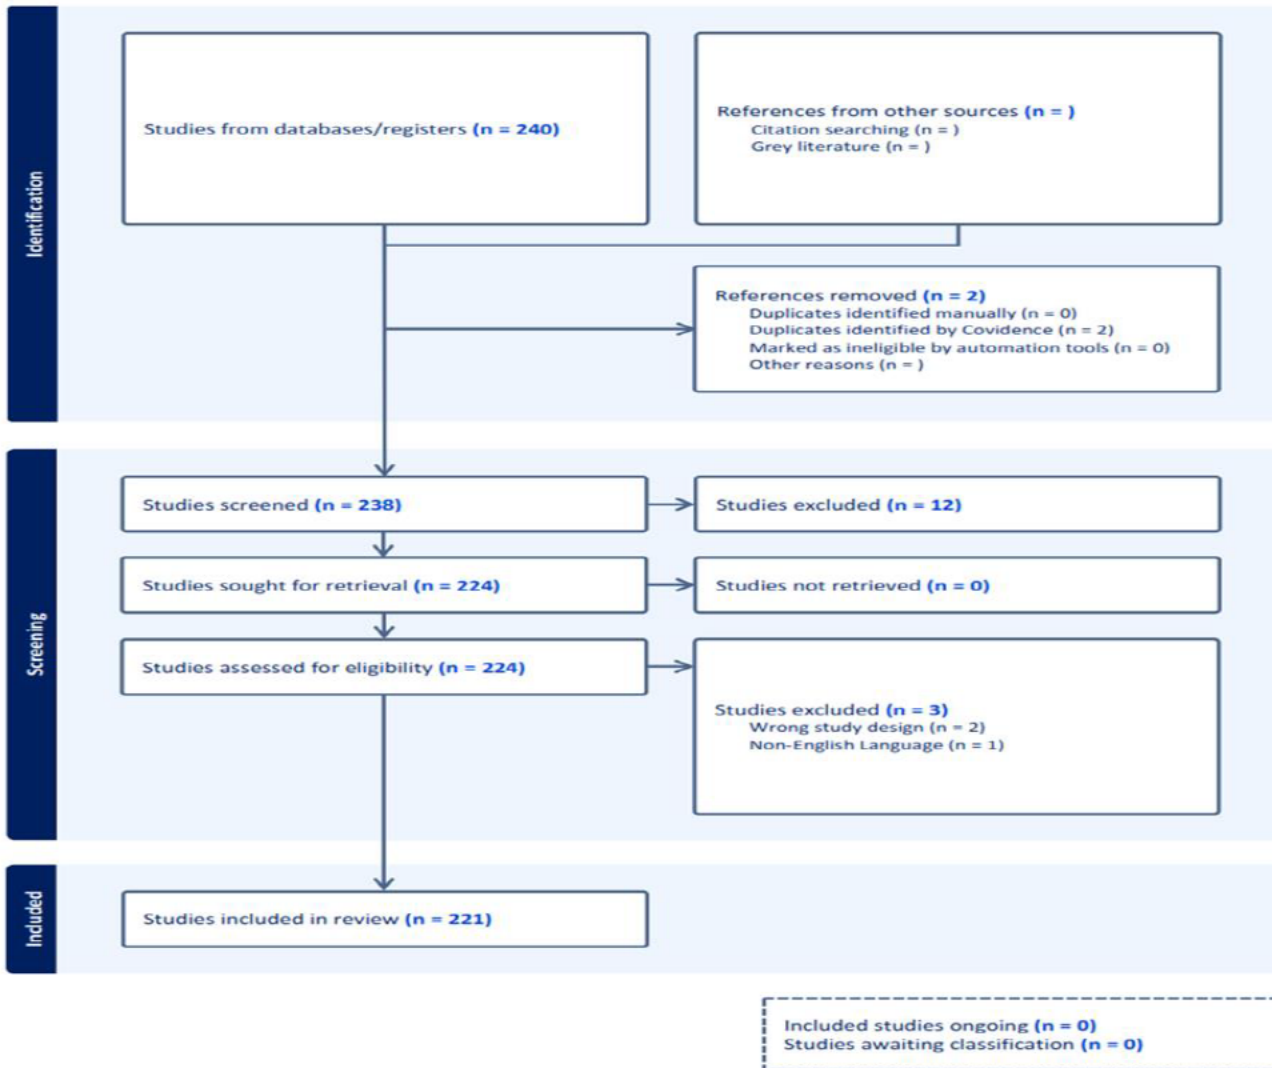 Identification
Studies from databases/registers (n = 240)
References from other sources (n = )
Citation searching (n = )
Grey literature (n = )
References removed (n = 2)
Duplicates identified manually (n = 0)
Duplicates identified by Covidence (n = 2)
Marked as ineligible by automation tools (n = 0)
Other reasons (n = )
Screening
Studies screened (n = 238)
Studies excluded (n = 12)
Studies sought for retrieval (n = 224)
Studies not retrieved (n = 0)
Studies assessed for eligibility (n = 224)
Studies excluded (n = 3)
Wrong study design (n = 2)
Non-English Language (n = 1)
Included
Studies included in review (n = 221)
Included studies ongoing (n = 0)
Studies awaiting classification (n = 0)